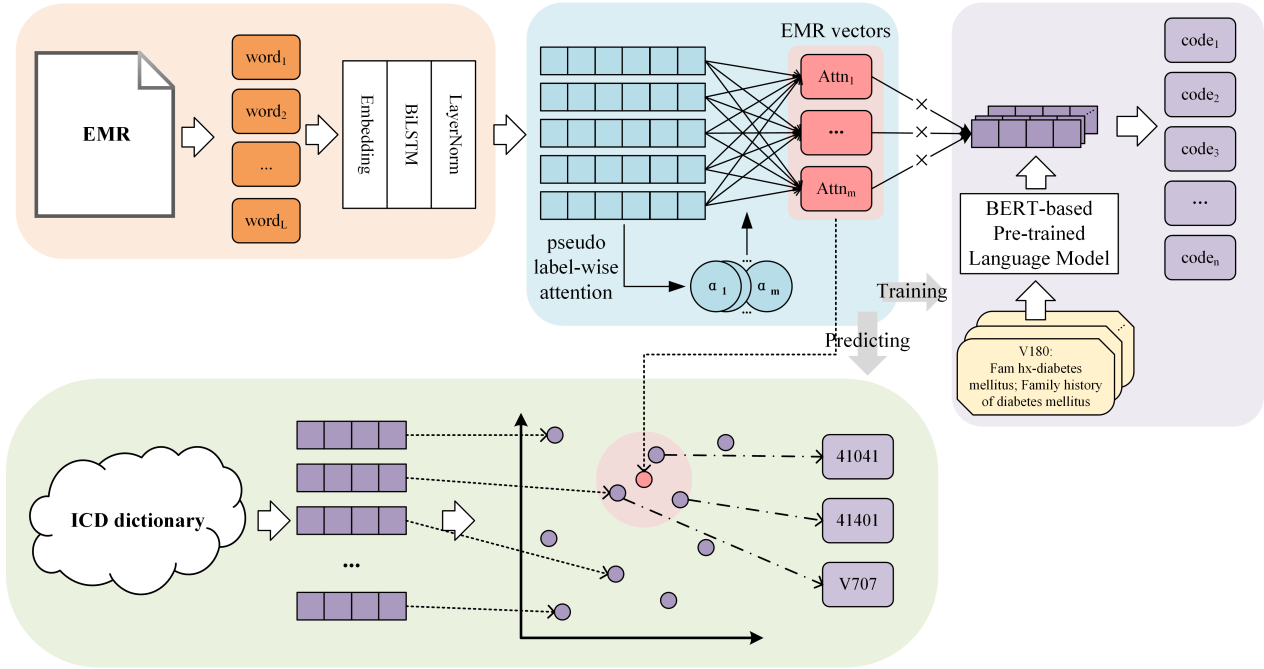 EMR
word1
word2
...
wordL
Embedding
BiLSTM
LayerNorm
EMR vectors
Attn1
...
Attnm
×
×
×
pseudo
label-wise
attention
α 1
α m
...
...
code1
code2
code3
...
coden
BERT-based
Pre-trained
Language Model
V180:
Fam hx-diabetes
mellitus; Family history
of diabetes mellitus
Training
Predicting
ICD dictionary
...
41041
41401
V707